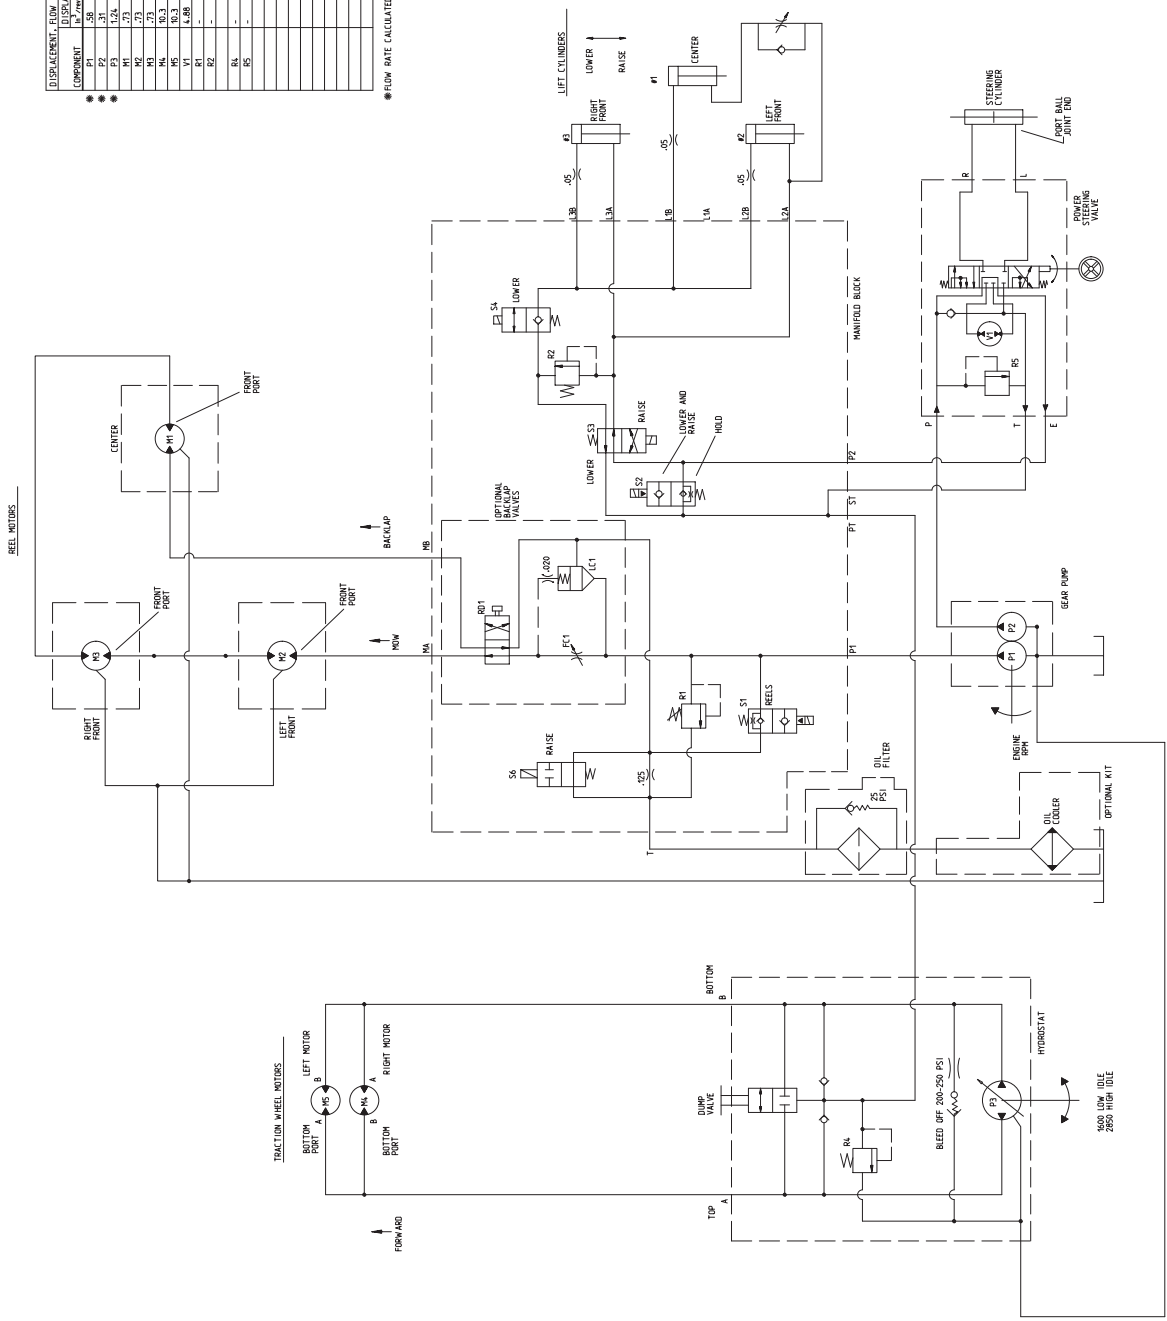 DISPLACEMENT, FLOW
COMPONENT
DISPL
in³/rev
P1 .58
P2 .31
P3 1.24
M1 .73
M2 .73
M3 .73
M4 10.3
M5 10.3
V1 4.88
R1 -
R2 -
R4 -
R5 -
✱ FLOW RATE CALCULATED
LIFT CYLINDERS
LOWER
RAISE
#1
CENTER
#3
RIGHT
FRONT
#2
LEFT
FRONT
.05
.05
.05
L3B
L3A
L1B
L1A
L2B
L2A
STEERING
CYLINDER
PORT BALL
JOINT END
R
L
POWER
STEERING
VALVE
V1
R5
P
T
E
MANIFOLD BLOCK
S4
LOWER
R2
S3
RAISE
LOWER
LOWER AND
RAISE
S2
HOLD
P2
ST
PT
REEL MOTORS
CENTER
M1
FRONT
PORT
M3
FRONT
PORT
RIGHT
FRONT
M2
FRONT
PORT
LEFT
FRONT
BACKLAP
MB
MOW
MA
OPTIONAL
BACKLAP
VALVES
RD1
.020
LC1
FC1
R1
S1
REELS
P1
S6
RAISE
.125
T
OIL
FILTER
25
PSI
GEAR PUMP
P2
P1
ENGINE
RPM
OPTIONAL KIT
OIL
COOLER
TRACTION WHEEL MOTORS
LEFT MOTOR
B
M5
A
BOTTOM
PORT
RIGHT MOTOR
A
M4
B
BOTTOM
PORT
FORWARD
BOTTOM
B
TOP
A
DUMP
VALVE
R4
BLEED OFF 200-250 PSI
HYDROSTAT
P3
1600 LOW IDLE
2850 HIGH IDLE